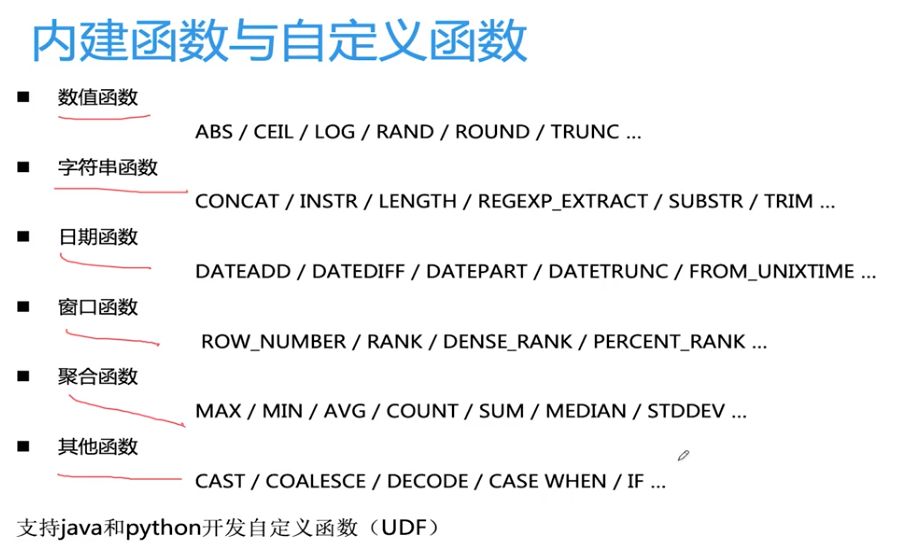 内建函数与自定义函数
■ 数值函数
ABS / CEIL / LOG / RAND / ROUND / TRUNC ...
■ 字符串函数
CONCAT / INSTR / LENGTH / REGEXP_EXTRACT / SUBSTR / TRIM ...
■ 日期函数
DATEADD / DATEDIFF / DATEPART / DATETRUNC / FROM_UNIXTIME ...
■ 窗口函数
ROW_NUMBER / RANK / DENSE_RANK / PERCENT_RANK ...
■ 聚合函数
MAX / MIN / AVG / COUNT / SUM / MEDIAN / STDDEV ...
■ 其他函数
CAST / COALESCE / DECODE / CASE WHEN / IF ...
支持java和python开发自定义函数（UDF）